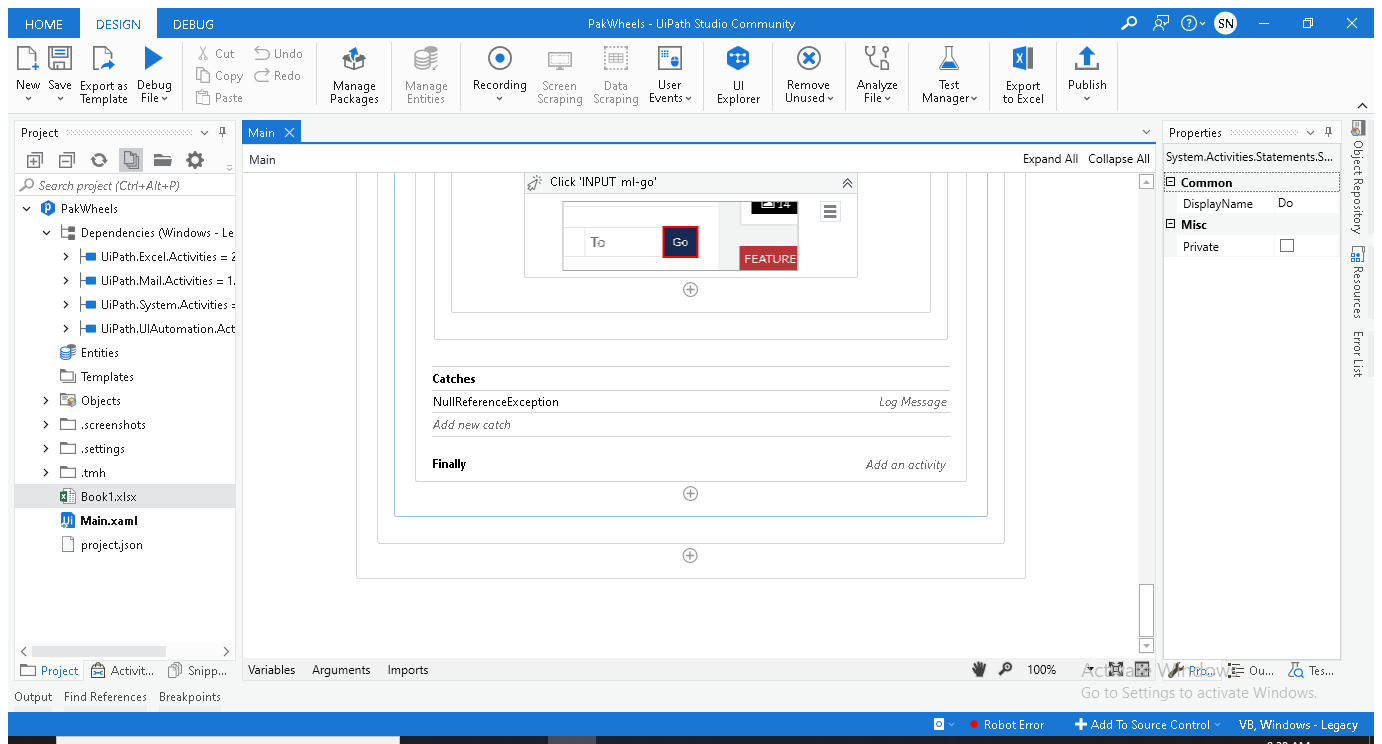 HOME DESIGN DEBUG PakWheels - UiPath Studio Community SN
New Save Export as Template Debug File
Cut Copy Paste Undo Redo
Manage Packages
Manage Entities
Recording
Screen Scraping
Data Scraping
User Events
UI Explorer
Remove Unused
Analyze File
Test Manager
Export to Excel
Publish
Project
Search project (Ctrl+Alt+P)
PakWheels
Dependencies (Windows - Le
UiPath.Excel.Activities = 2
UiPath.Mail.Activities = 1.
UiPath.System.Activities =
UiPath.UIAutomation.Act
Entities
Templates
Objects
.screenshots
.settings
.tmh
Book1.xlsx
Main.xaml
project.json
Project Activit... Snipp...
Output Find References Breakpoints
Main
Main Expand All Collapse All
Click 'INPUT ml-go'
14
To Go
FEATURE
Catches
NullReferenceException Log Message
Add new catch
Finally Add an activity
Variables Arguments Imports 100%
Properties
System.Activities.Statements.S...
Common
DisplayName Do
Misc
Private
Object Repository
Resources
Error List
Pro... Ou... Tes...
Activate Windows
Go to Settings to activate Windows.
Robot Error Add To Source Control VB, Windows - Legacy